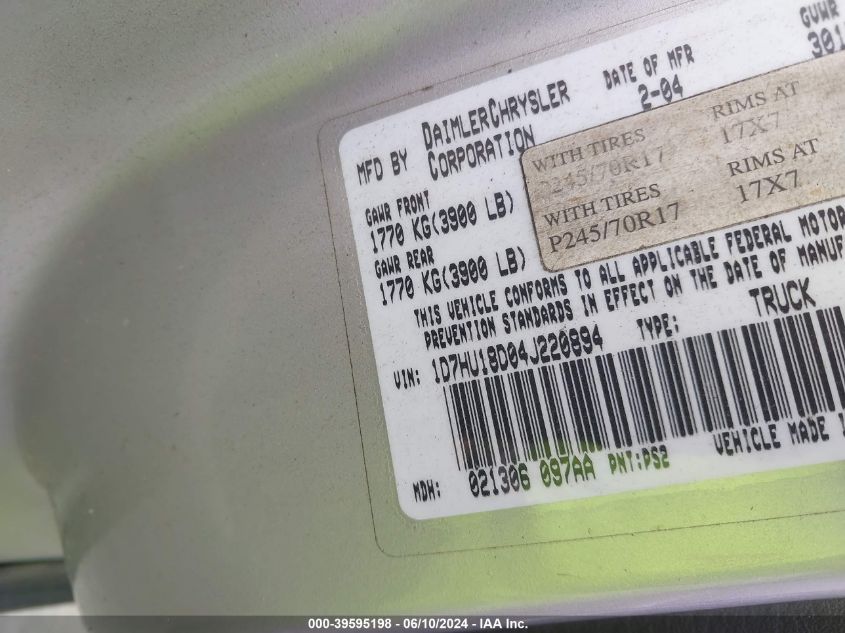 MFD BY DAIMLERCHRYSLER CORPORATION
DATE OF MFR
2-04
GVWR
301
GAWR FRONT
1770 KG(3900 LB)
WITH TIRES
P245/70R17
RIMS AT
17X7
GAWR REAR
1770 KG(3900 LB)
WITH TIRES
P245/70R17
RIMS AT
17X7
THIS VEHICLE CONFORMS TO ALL APPLICABLE FEDERAL MOTOR
PREVENTION STANDARDS IN EFFECT ON THE DATE OF MANUF
VIN: 1D7HU18D04J220894 TYPE: TRUCK
MDH: 021306 097AA PNT:PS2 VEHICLE MADE
000-39595198 - 06/10/2024 - IAA Inc.